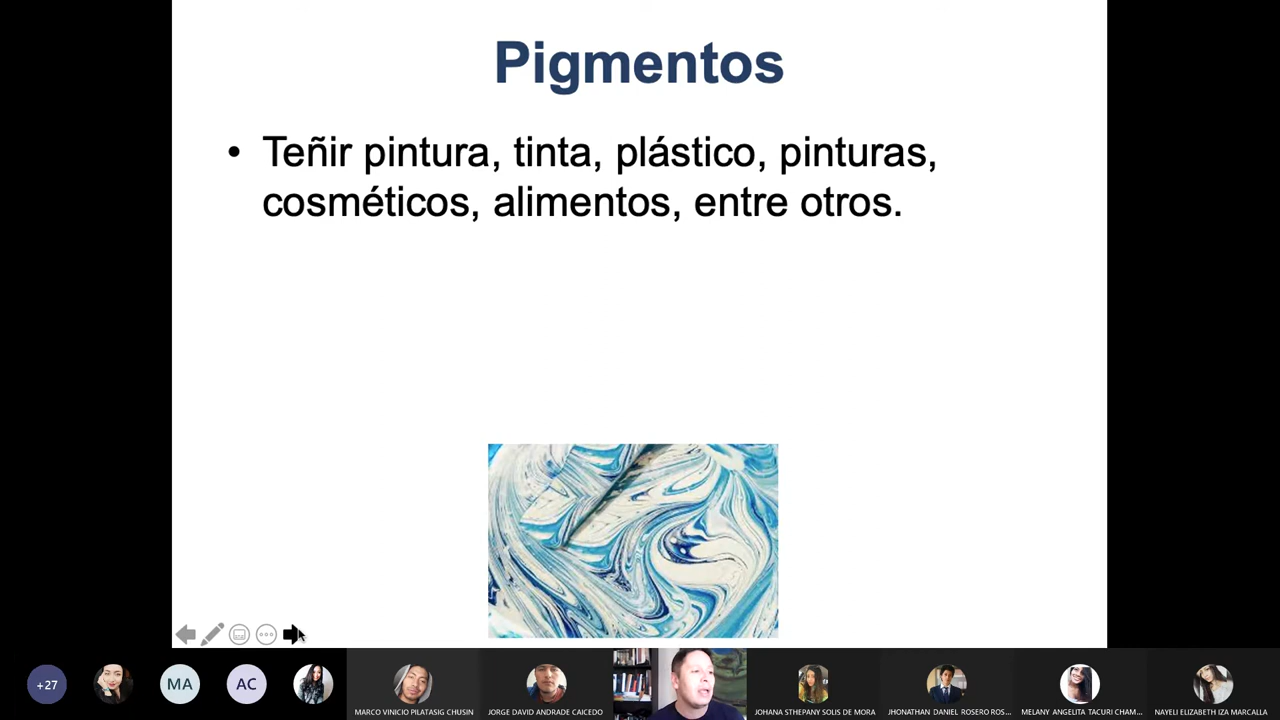 Pigmentos
• Teñir pintura, tinta, plástico, pinturas,
cosméticos, alimentos, entre otros.
+27
MA
AC
MARCO VINICIO PILATASIG CHUSIN
JORGE DAVID ANDRADE CAICEDO
JOHANA STHEPANY SOLIS DE MORA
JHONATHAN DANIEL ROSERO ROS...
MELANY ANGELITA TACURI CHAM...
NAYELI ELIZABETH IZA MARCALLA